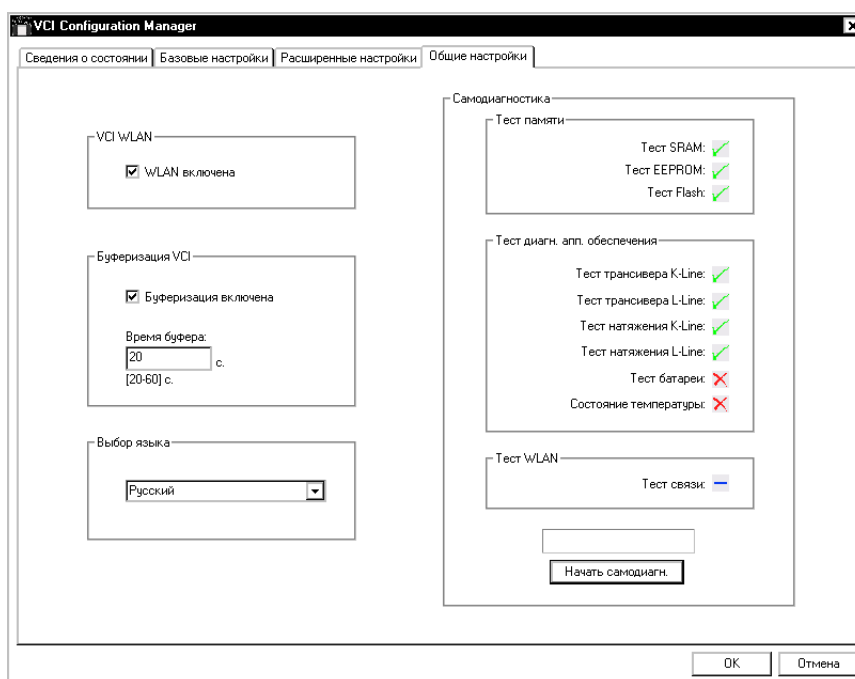 VCI Configuration Manager
Сведения о состоянии
Базовые настройки
Расширенные настройки
Общие настройки
VCI WLAN
WLAN включена
Буферизация VCI
Буферизация включена
Время буфера:
20 с.
[20-60] с.
Выбор языка
Русский
Самодиагностика
Тест памяти
Тест SRAM:
Тест EEPROM:
Тест Flash:
Тест диагн. апп. обеспечения
Тест трансивера K-Line:
Тест трансивера L-Line:
Тест натяжения K-Line:
Тест натяжения L-Line:
Тест батареи:
Состояние температуры:
Тест WLAN
Тест связи:
Начать самодиагн.
OK
Отмена